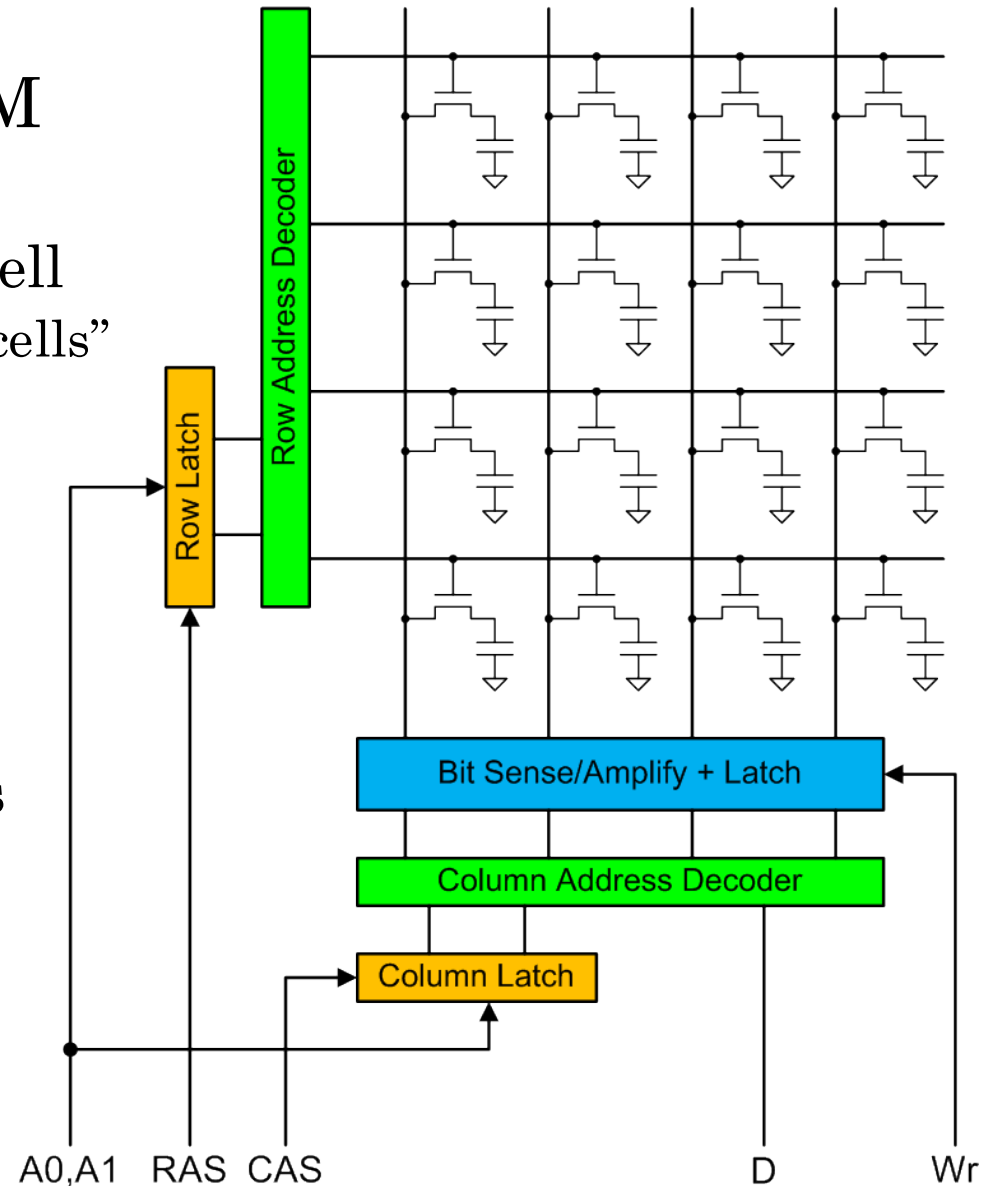 M
ell
cells”
s
Row Address Decoder
Row Latch
Bit Sense/Amplify + Latch
Column Address Decoder
Column Latch
A0,A1 RAS CAS D Wr